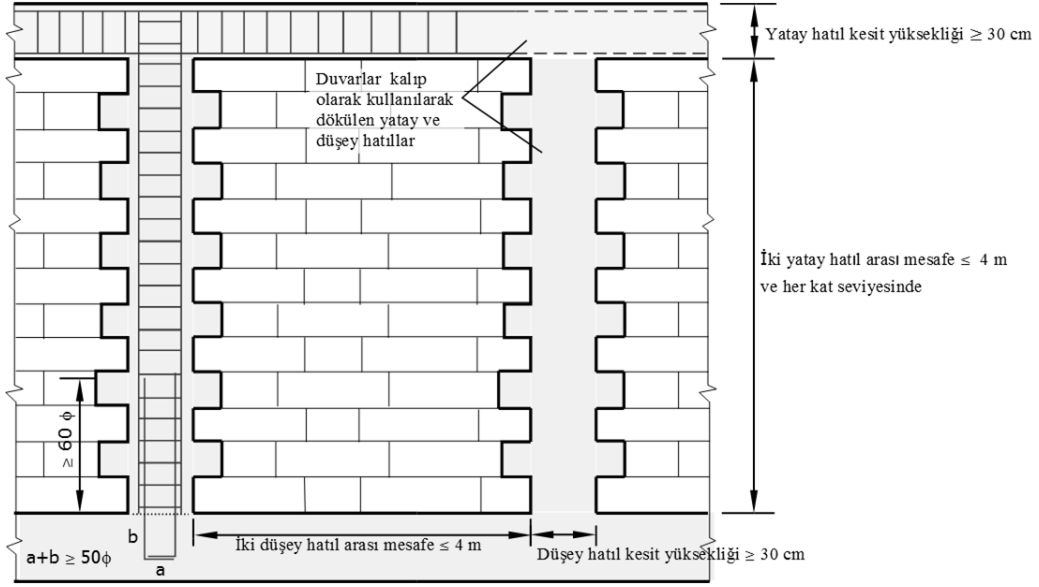 Yatay hatıl kesit yüksekliği ≥ 30 cm
Duvarlar kalıp
olarak kullanılarak
dökülen yatay ve
düşey hatıllar
İki yatay hatıl arası mesafe ≤ 4 m
ve her kat seviyesinde
≥ 60 ϕ
b
a
a+b ≥ 50ϕ
İki düşey hatıl arası mesafe ≤ 4 m
Düşey hatıl kesit yüksekliği ≥ 30 cm